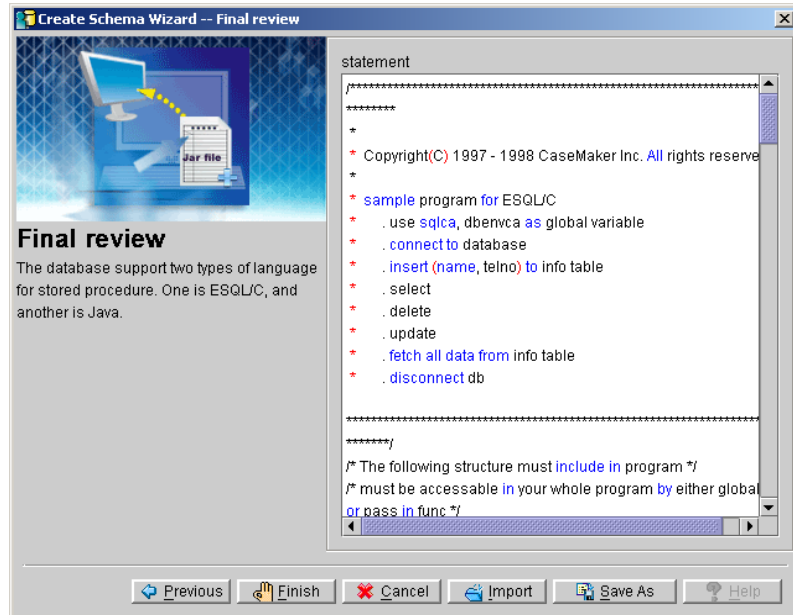 Create Schema Wizard -- Final review
Jar file
Final review
The database support two types of language
for stored procedure. One is ESQL/C, and
another is Java.
statement
/******************************************************************************
********
*
* Copyright(C) 1997 - 1998 CaseMaker Inc. All rights reserve
*
* sample program for ESQL/C
* . use sqlca, dbenvca as global variable
* . connect to database
* . insert (name, telno) to info table
* . select
* . delete
* . update
* . fetch all data from info table
* . disconnect db
******************************************************************************
*******/
/* The following structure must include in program */
/* must be accessable in your whole program by either global
or pass in func */
Previous Finish Cancel Import Save As Help